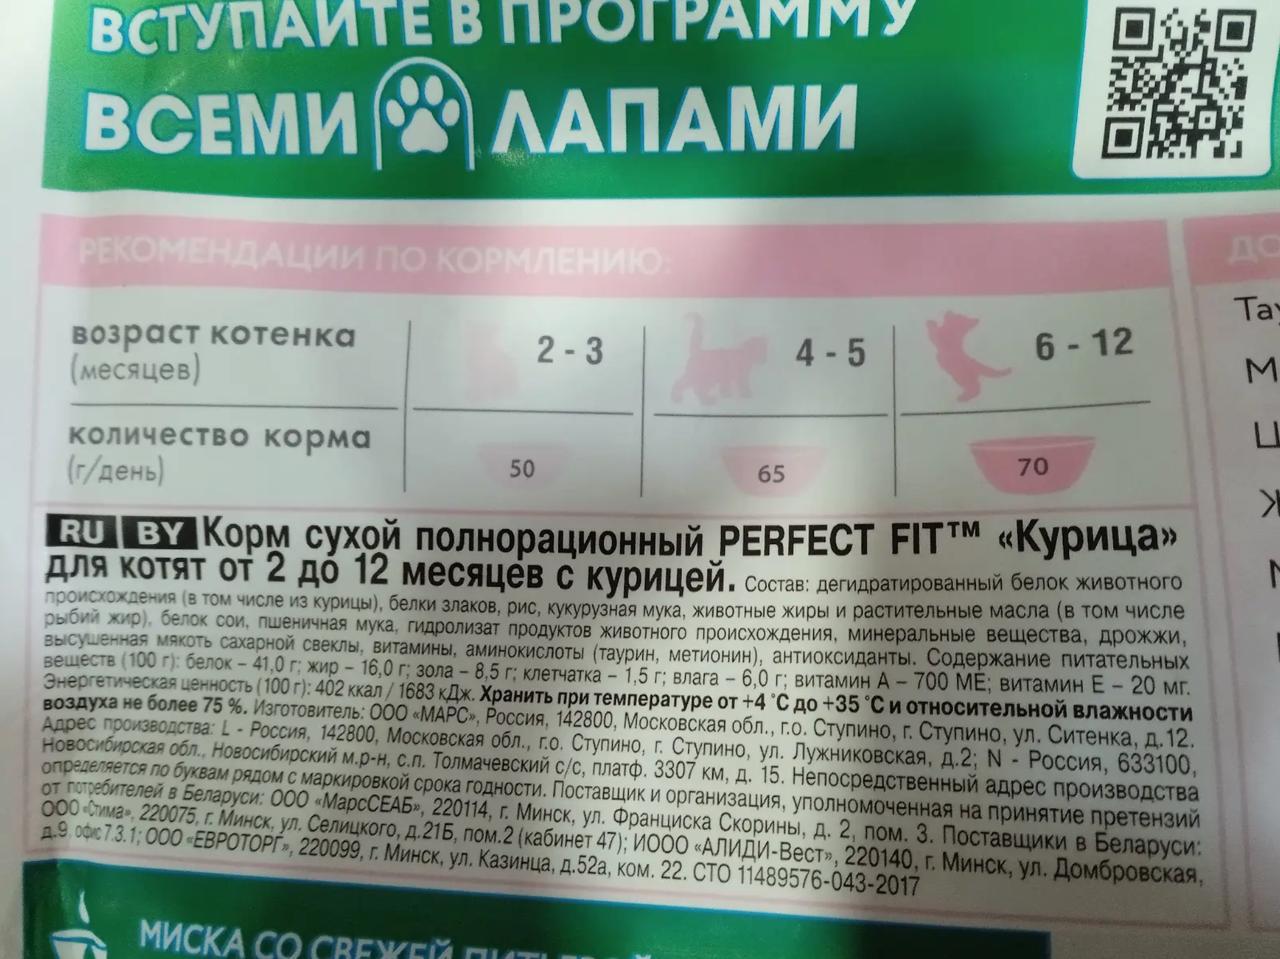 ВСТУПАЙТЕ В ПРОГРАММУ
ВСЕМИ ЛАПАМИ
РЕКОМЕНДАЦИИ ПО КОРМЛЕНИЮ:
возраст котенка
(месяцев)
2 - 3
4 - 5
6 - 12
количество корма
(г/день)
50
65
70
RU BY Корм сухой полнорационный PERFECT FIT™ «Курица»
для котят от 2 до 12 месяцев с курицей. Состав: дегидратированный белок животного
происхождения (в том числе из курицы), белки злаков, рис, кукурузная мука, животные жиры и растительные масла (в том числе
рыбий жир), белок сои, пшеничная мука, гидролизат продуктов животного происхождения, минеральные вещества, дрожжи,
высушенная мякоть сахарной свеклы, витамины, аминокислоты (таурин, метионин), антиоксиданты. Содержание питательных
веществ (100 г): белок – 41,0 г; жир – 16,0 г; зола – 8,5 г; клетчатка – 1,5 г; влага – 6,0 г; витамин А – 700 МЕ; витамин Е – 20 мг.
Энергетическая ценность (100 г): 402 ккал / 1683 кДж. Хранить при температуре от +4 °С до +35 °С и относительной влажности
воздуха не более 75 %. Изготовитель: ООО «МАРС», Россия, 142800, Московская обл., г.о. Ступино, г. Ступино, ул. Ситенка, д.12.
Адрес производства: L - Россия, 142800, Московская обл., г.о. Ступино, г. Ступино, ул. Лужниковская, д.2; N - Россия, 633100,
Новосибирская обл., Новосибирский м.р-н, с.п. Толмачевский с/с, платф. 3307 км, д. 15. Непосредственный адрес производства
определяется по буквам рядом с маркировкой срока годности. Поставщик и организация, уполномоченная на принятие претензий
от потребителей в Беларуси: ООО «МарсСЕАБ», 220114, г. Минск, ул. Франциска Скорины, д. 2, пом. 3. Поставщики в Беларуси:
ООО «Стима», 220075, г. Минск, ул. Селицкого, д.21Б, пом.2 (кабинет 47); ИООО «АЛИДИ-Вест», 220140, г. Минск, ул. Домбровская,
д.9, офис 7.3.1; ООО «ЕВРОТОРГ», 220099, г. Минск, ул. Казинца, д.52а, ком. 22. СТО 11489576-043-2017
МИСКА СО СВЕЖЕЙ